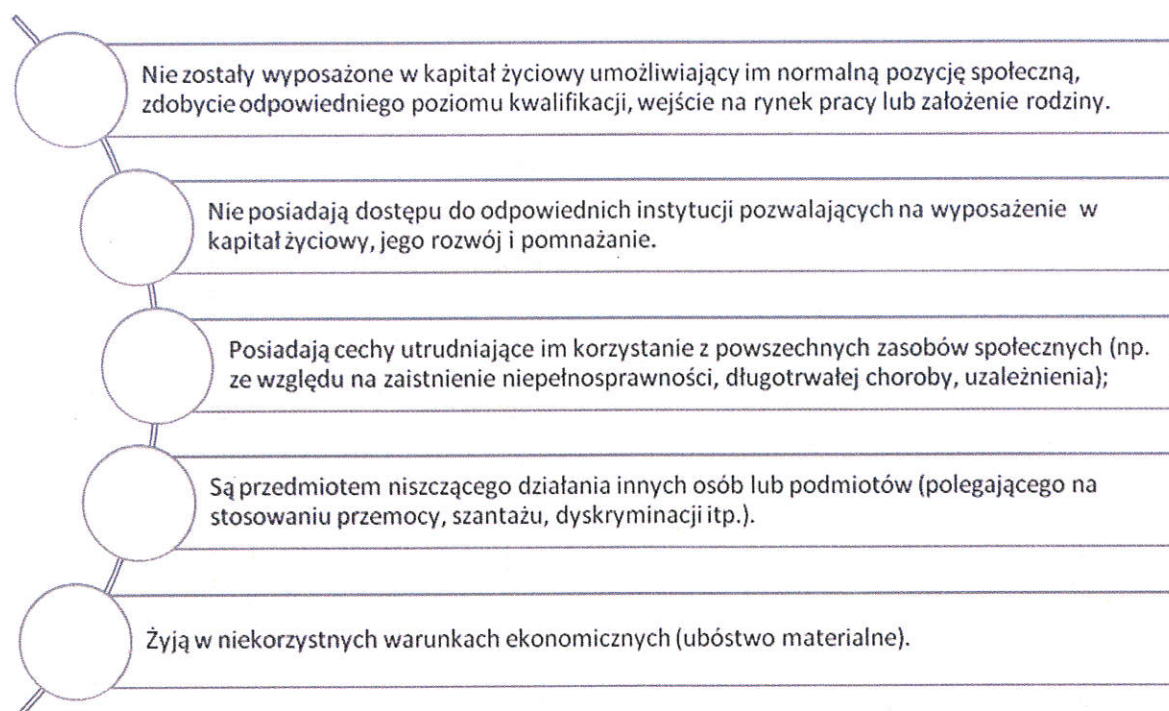 Nie zostały wyposażone w kapitał życiowy umożliwiający im normalną pozycję społeczną,
zdobycie odpowiedniego poziomu kwalifikacji, wejście na rynek pracy lub założenie rodziny.
Nie posiadają dostępu do odpowiednich instytucji pozwalających na wyposażenie w
kapitał życiowy, jego rozwój i pomnażanie.
Posiadają cechy utrudniające im korzystanie z powszechnych zasobów społecznych (np.
ze względu na zaistnienie niepełnosprawności, długotrwałej choroby, uzależnienia);
Są przedmiotem niszczącego działania innych osób lub podmiotów (polegającego na
stosowaniu przemocy, szantażu, dyskryminacji itp.).
Żyją w niekorzystnych warunkach ekonomicznych (ubóstwo materialne).